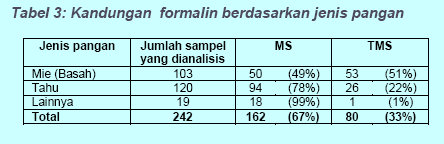 Tabel 3: Kandungan formalin berdasarkan jenis pangan
Jenis pangan Jumlah sampel yang dianalisis MS TMS
Mie (Basah) 103 50 (49%) 53 (51%)
Tahu 120 94 (78%) 26 (22%)
Lainnya 19 18 (99%) 1 (1%)
Total 242 162 (67%) 80 (33%)